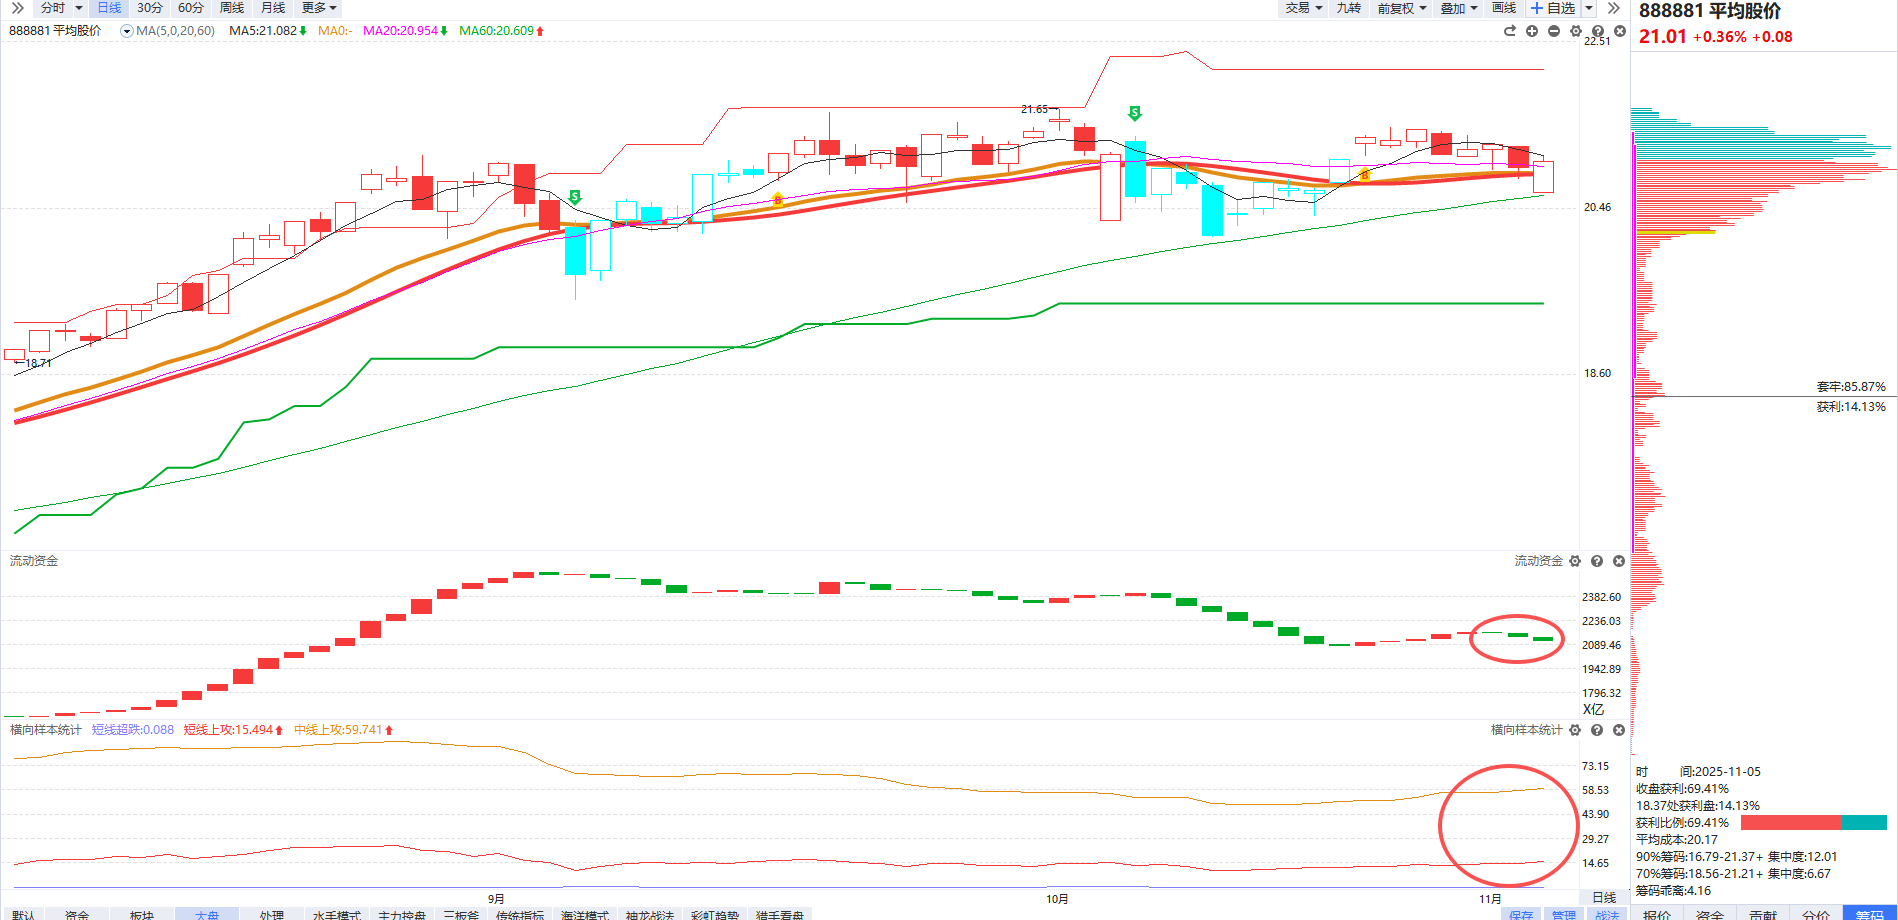 分时 日线 30分 60分 周线 月线 更多 交易 九转 前复权 叠加 画线 自选
888881 平均股价
21.01 +0.36% +0.08
888881 平均股价 MA(5,0,20,60) MA5:21.082 MA0:- MA20:20.954 MA60:20.609
22.51
20.46
18.60
21.65
18.71
S
B
S
B
套牢:85.87%
获利:14.13%
流动资金 流动资金
2382.60
2236.03
2089.46
1942.89
1796.32
X亿
横向样本统计 短线超跌:0.088 短线上攻:15.494 中线上攻:59.741 横向样本统计
73.15
58.53
43.90
29.27
14.65
9月 10月 11月 日线
时 间:2025-11-05
收盘获利:69.41%
18.37处获利盘:14.13%
获利比例:69.41%
平均成本:20.17
90%筹码:16.79-21.37+ 集中度:12.01
70%筹码:18.56-21.21+ 集中度:6.67
筹码乖离:4.16
默认 资金 板块 大盘 处理 水手模式 主力控盘 三板斧 传统指标 海洋模式 神龙战法 彩虹趋势 猎手看盘 保存 管理 战法 报价 资金 贡献 分价 筹码